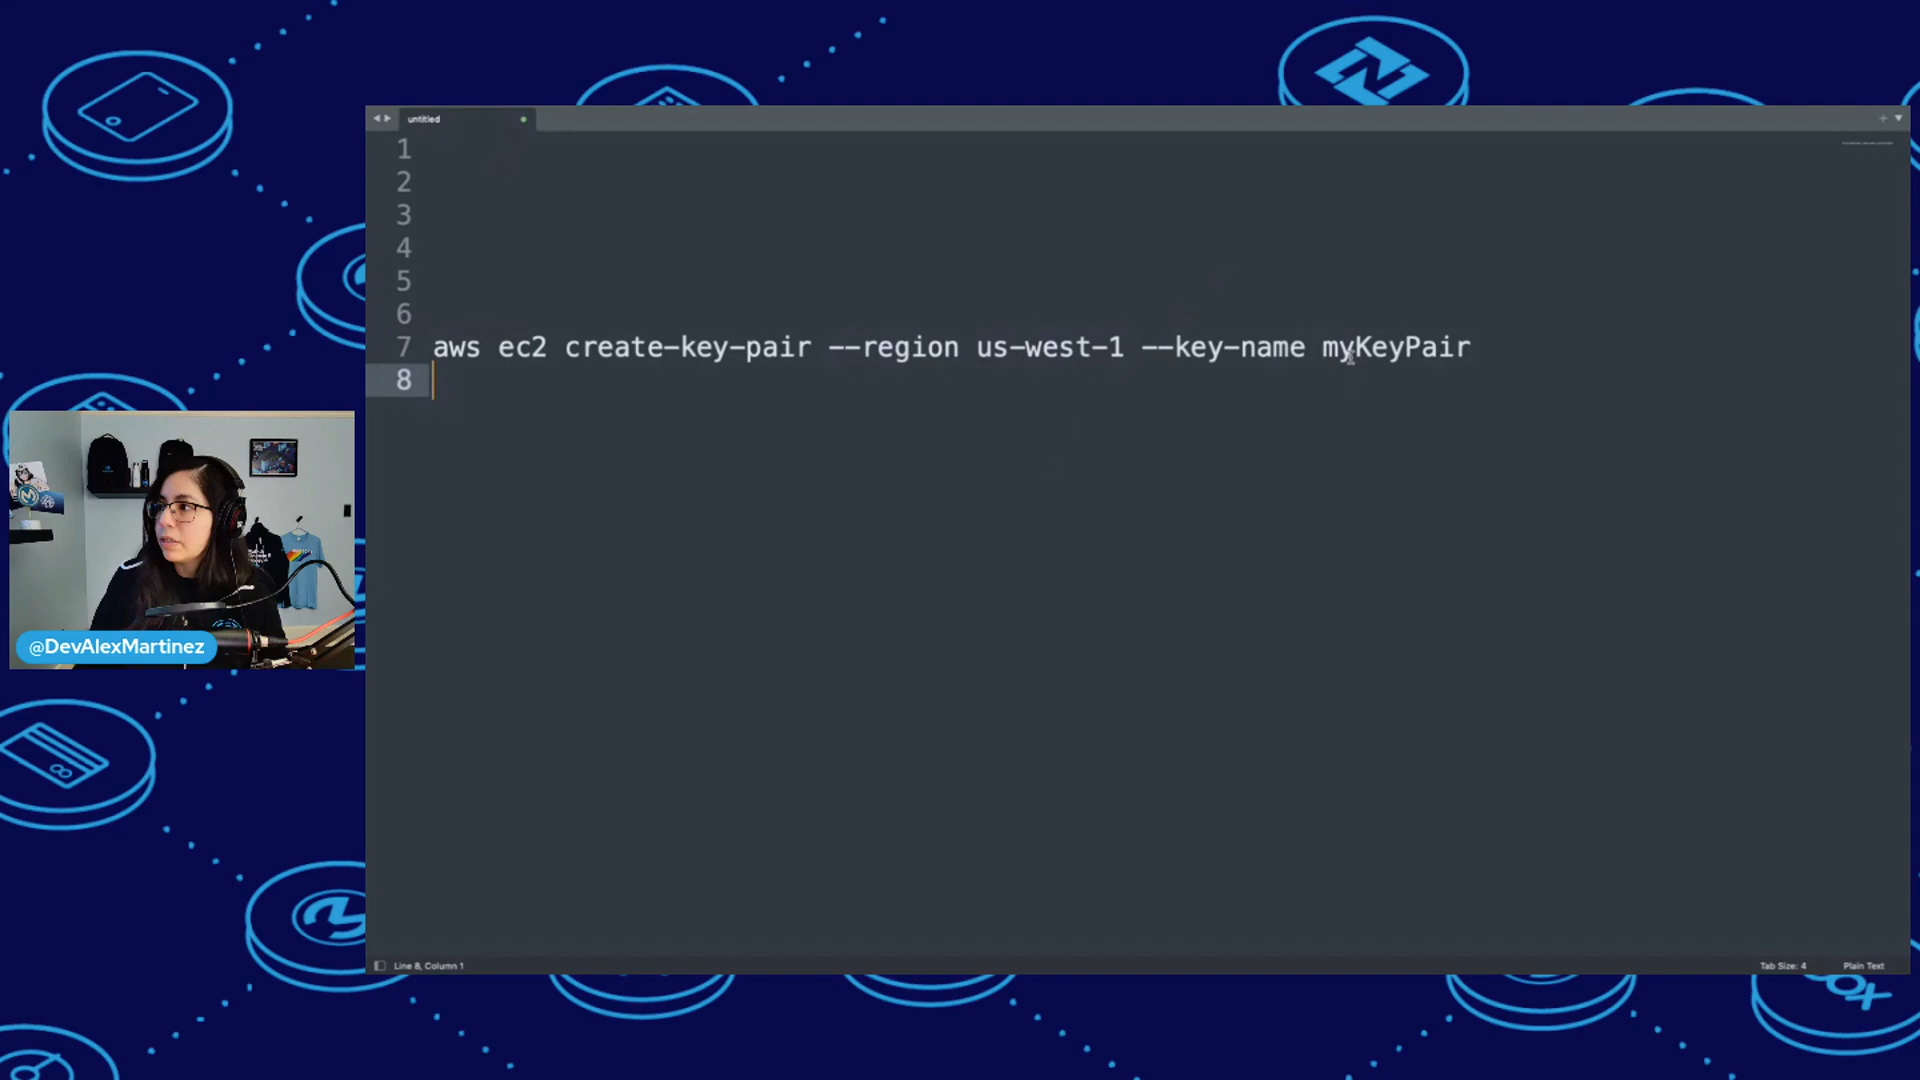 untitled
1
2
3
4
5
6
7 aws ec2 create-key-pair --region us-west-1 --key-name myKeyPair
8
@DevAlexMartinez
Line 8, Column 1
Tab Size: 4
Plain Text